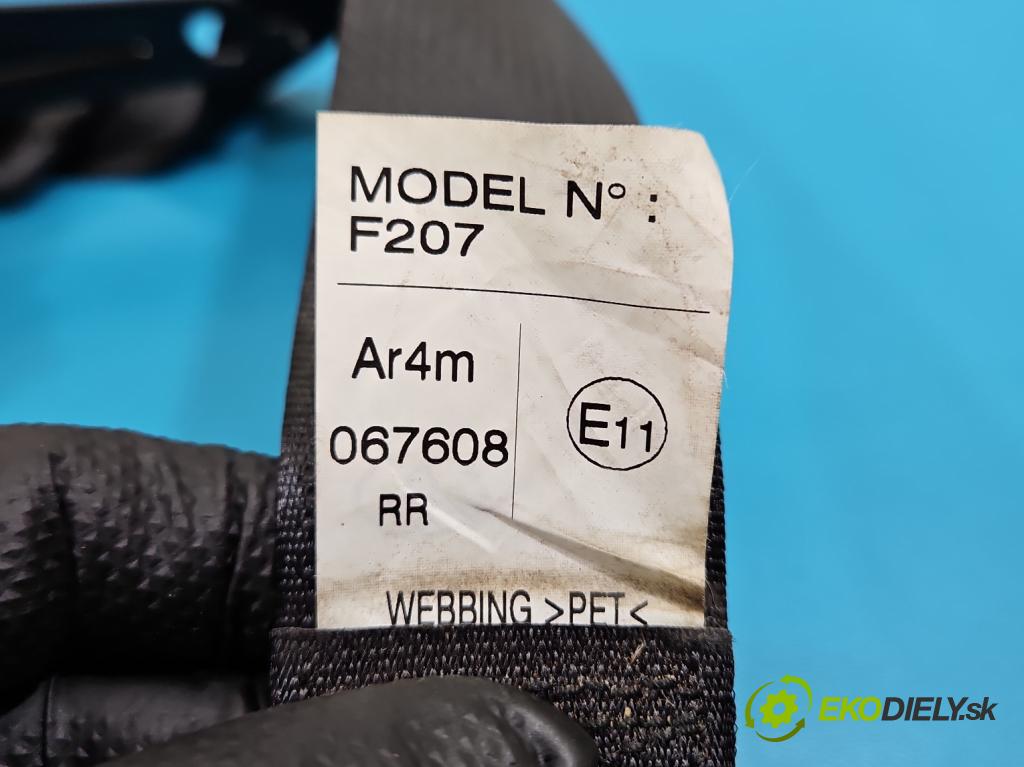 MODEL N° :
F207
Ar4m
067608
E11
RR
WEBBING >PET<
EKODIELY.sk